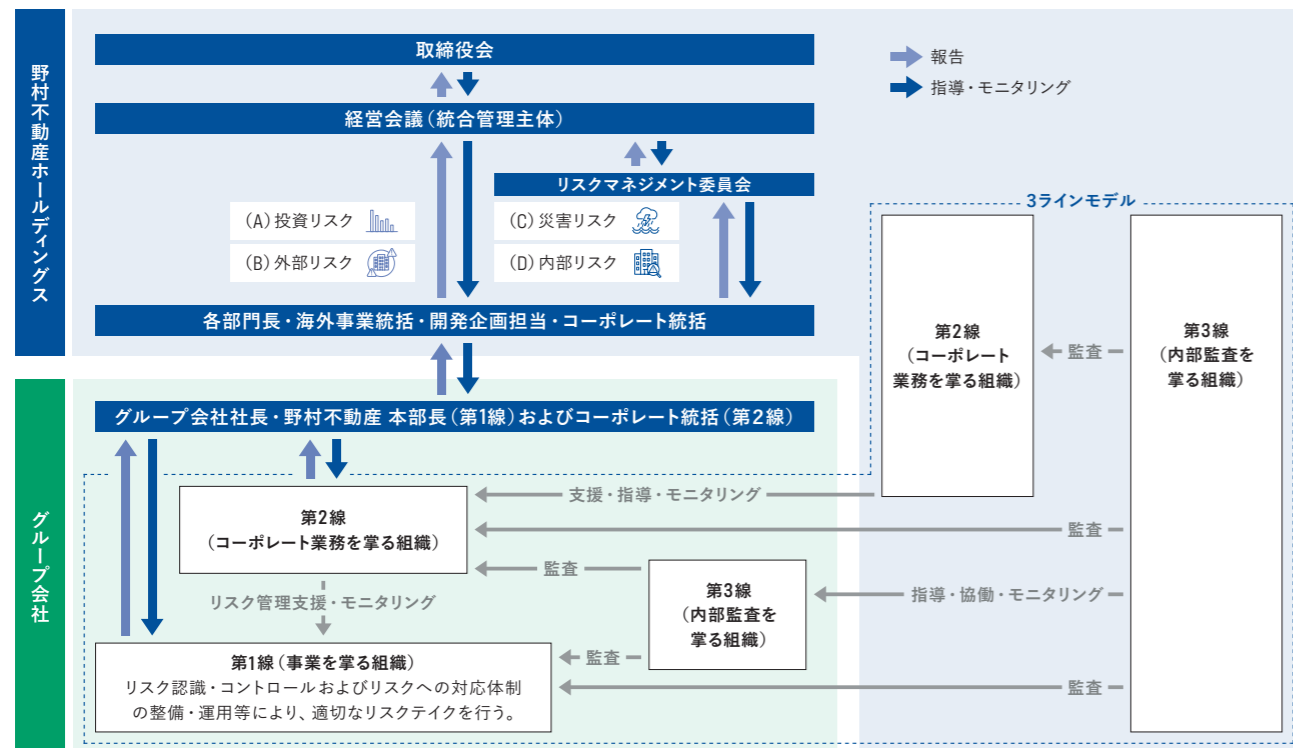 野村不動産ホールディングス
取締役会
経営会議（統合管理主体）
リスクマネジメント委員会
（A）投資リスク
（B）外部リスク
（C）災害リスク
（D）内部リスク
各部門長・海外事業統括・開発企画担当・コーポレート統括
報告
指導・モニタリング
3ラインモデル
第2線
（コーポレート
業務を掌る組織）
監査
第3線
（内部監査を
掌る組織）
グループ会社
グループ会社社長・野村不動産 本部長（第1線）およびコーポレート統括（第2線）
第2線
（コーポレート業務を掌る組織）
支援・指導・モニタリング
監査
監査
リスク管理支援・モニタリング
第3線
（内部監査を
掌る組織）
指導・協働・モニタリング
第1線（事業を掌る組織）
リスク認識・コントロールおよびリスクへの対応体制
の整備・運用等により、適切なリスクテイクを行う。
監査
監査